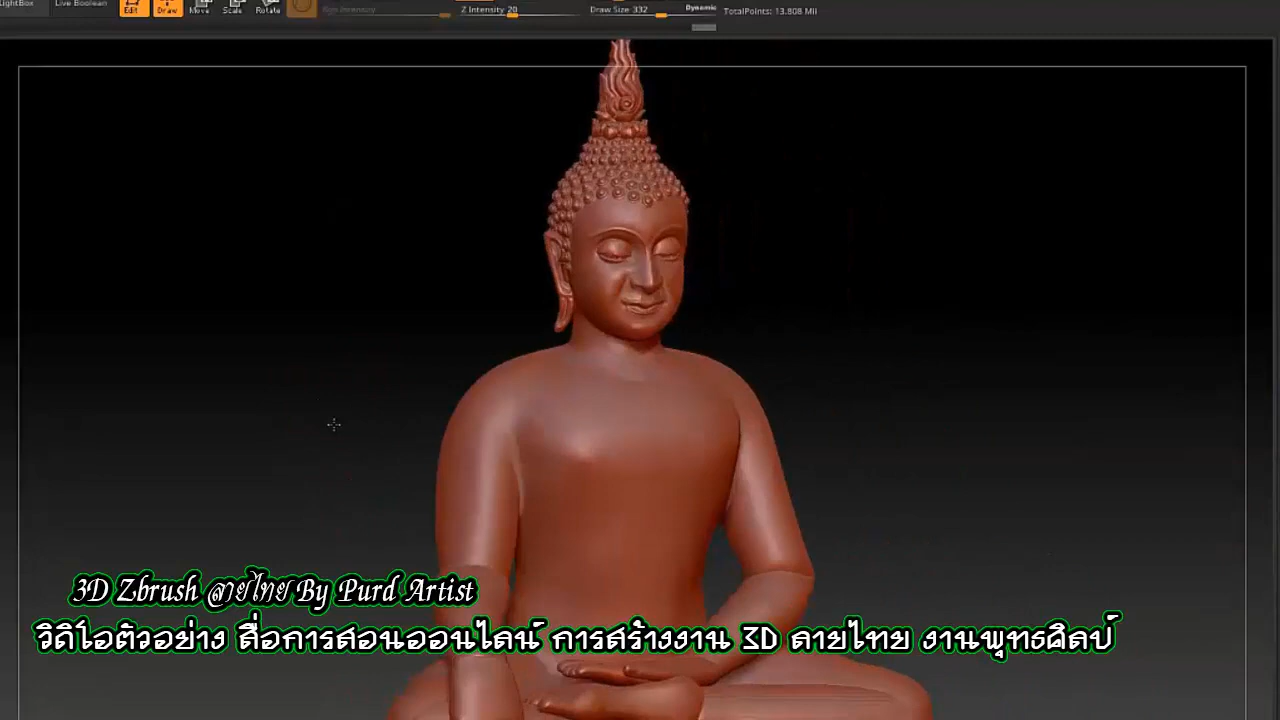 LightBox
Live Boolean
Edit
Draw
Move
Scale
Rotate
Rgb Intensity
Z Intensity 20
Draw Size 332
Dynamic
TotalPoints: 13.808 Mil
3D Zbrush ลายไทย By Purd Artist
วิดีโอตัวอย่าง สื่อการสอนออนไลน์ การสร้างงาน 3D ลายไทย งานพุทธศิลป์